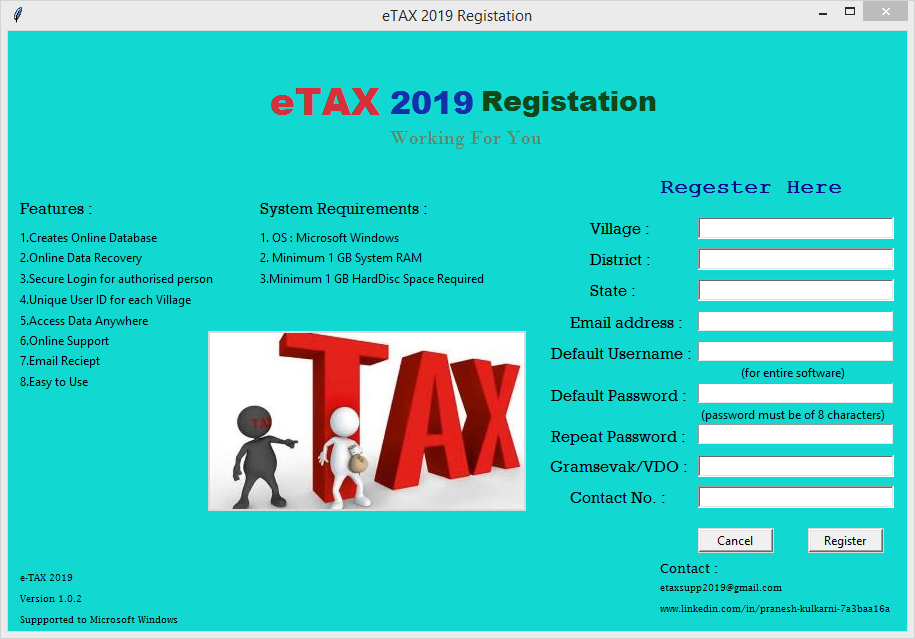 eTAX 2019 Registation
eTAX 2019 Registation
Working For You
Regester Here
Features :
1.Creates Online Database
2.Online Data Recovery
3.Secure Login for authorised person
4.Unique User ID for each Village
5.Access Data Anywhere
6.Online Support
7.Email Reciept
8.Easy to Use
System Requirements :
1. OS : Microsoft Windows
2. Minimum 1 GB System RAM
3.Minimum 1 GB HardDisc Space Required
TAX
TAX
Village :
District :
State :
Email address :
Default Username :
(for entire software)
Default Password :
(password must be of 8 characters)
Repeat Password :
Gramsevak/VDO :
Contact No. :
Cancel Register
Contact :
etaxsupp2019@gmail.com
www.linkedin.com/in/pranesh-kulkarni-7a3baa16a
e-TAX 2019
Version 1.0.2
Suppported to Microsoft Windows